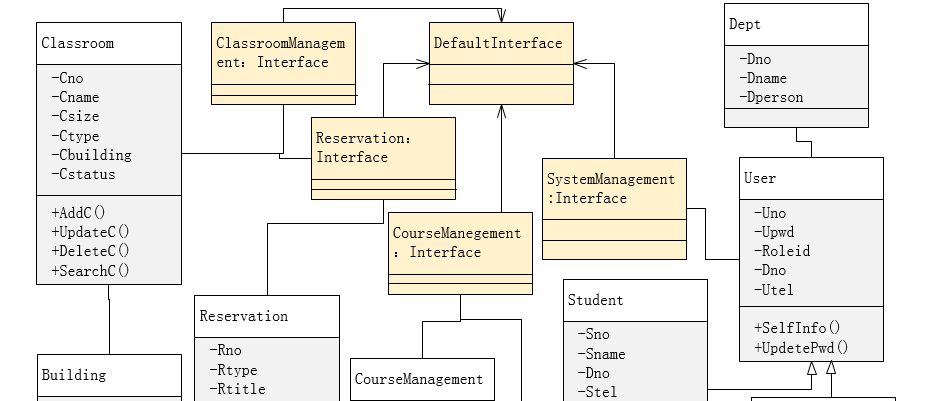 Classroom
-Cno
-Cname
-Csize
-Ctype
-Cbuilding
-Cstatus
+AddC()
+UpdateC()
+DeleteC()
+SearchC()
Building
ClassroomManagem
ent：Interface
Reservation：
Interface
Reservation
-Rno
-Rtype
-Rtitle
DefaultInterface
CourseManegement
：Interface
CourseManagement
SystemManagement
:Interface
Student
-Sno
-Sname
-Dno
-Stel
Dept
-Dno
-Dname
-Dperson
User
-Uno
-Upwd
-Roleid
-Dno
-Utel
+SelfInfo()
+UpdetePwd()